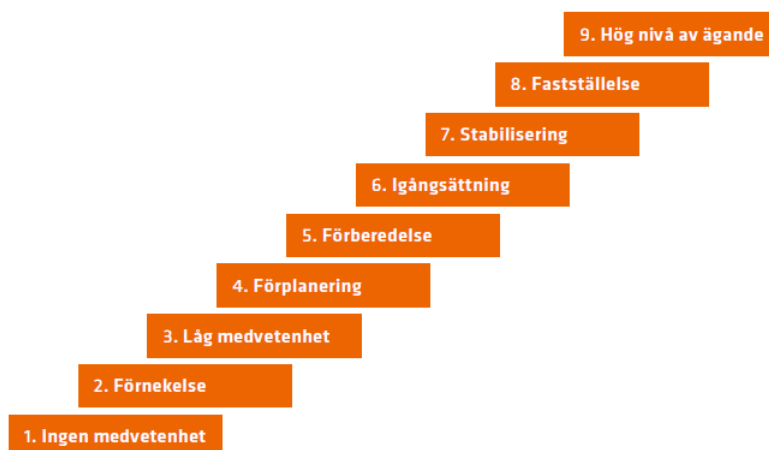 9. Hög nivå av ägande
8. Fastställelse
7. Stabilisering
6. Igångsättning
5. Förberedelse
4. Förplanering
3. Låg medvetenhet
2. Förnekelse
1. Ingen medvetenhet